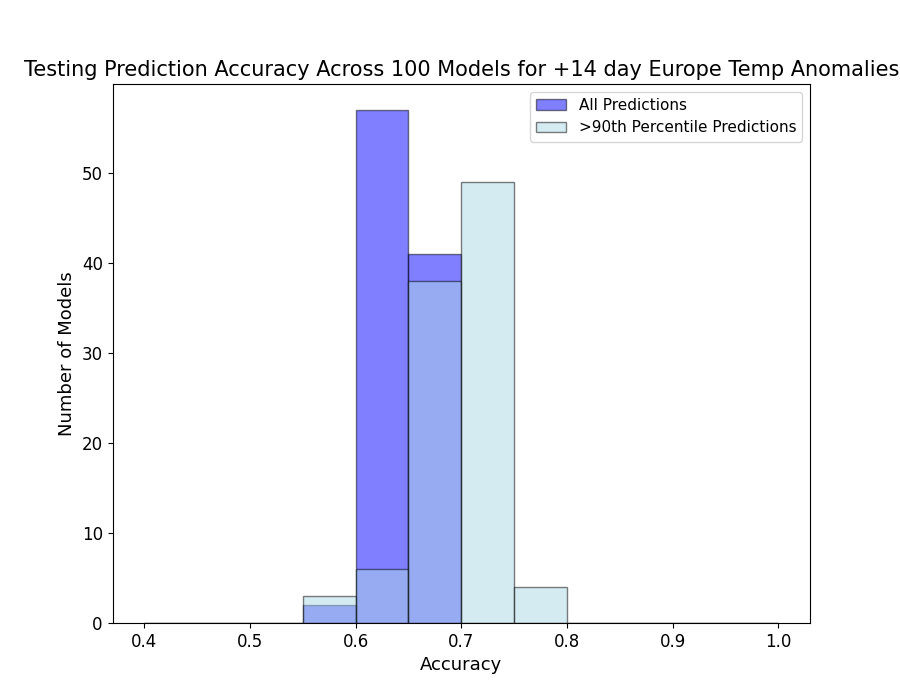 Testing Prediction Accuracy Across 100 Models for +14 day Europe Temp Anomalies
All Predictions
>90th Percentile Predictions
50
40
30
20
10
0
Number of Models
0.4 0.5 0.6 0.7 0.8 0.9 1.0
Accuracy